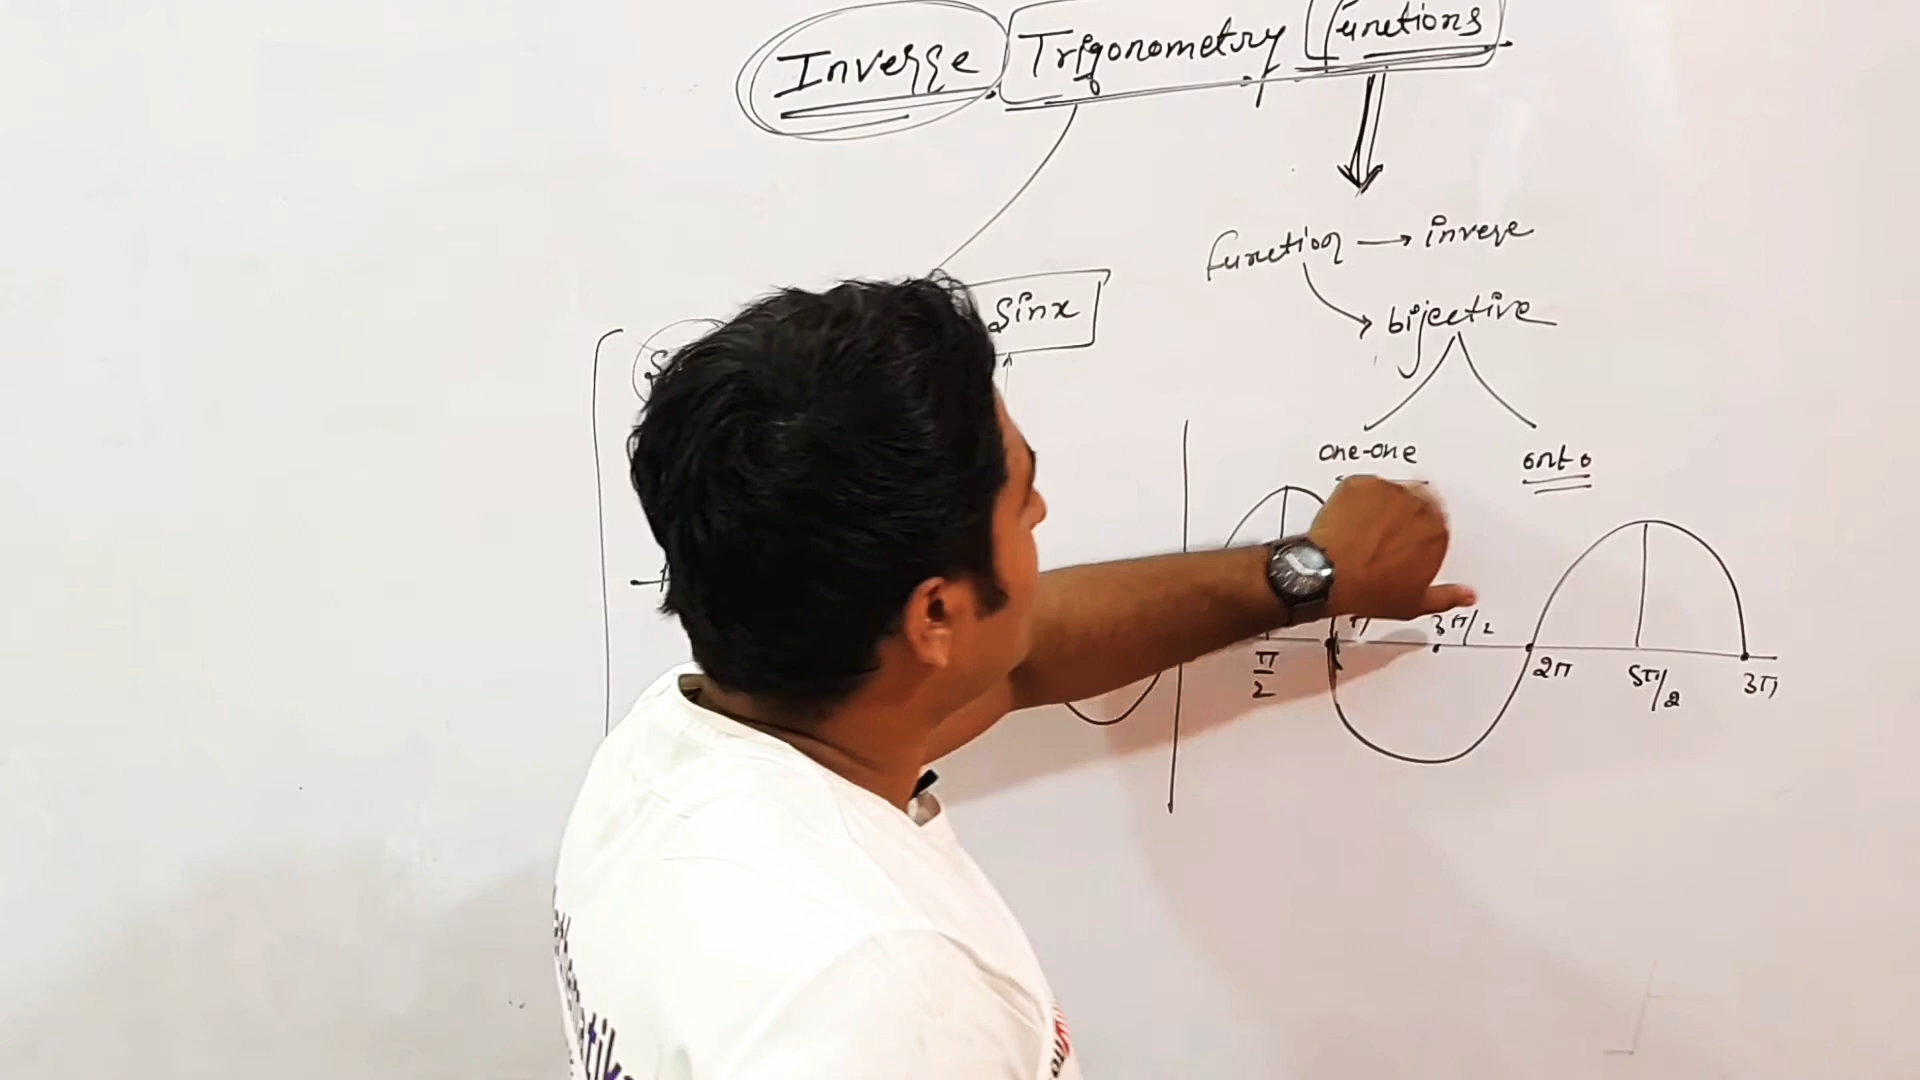 Inverse Trigonometry functions
function → inverse
bijective
Sinx
one-one onto
π 3π/2
π/2 2π 5π/2 3π